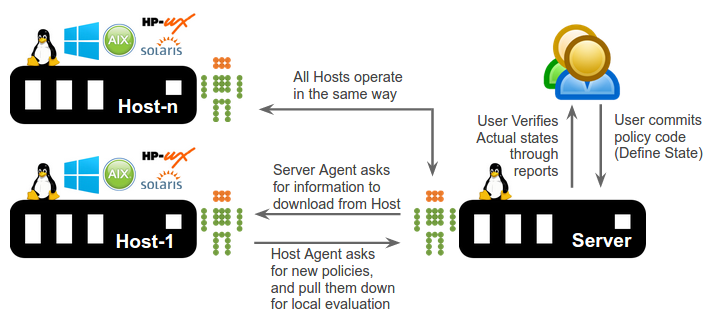 HP-ux
AIX
solaris
Host-n
All Hosts operate
in the same way
User Verifies
Actual states
through
reports
User commits
policy code
(Define State)
HP-ux
AIX
solaris
Host-1
Server Agent asks
for information to
download from Host
Server
Host Agent asks
for new policies,
and pull them down
for local evaluation